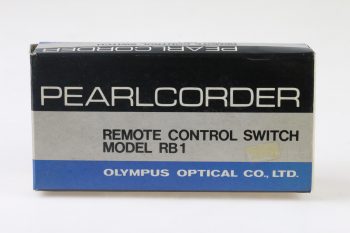 PEARLCORDER
PEARLCORDER
REMOTE CONTROL SWITCH
MODEL RB1
OLYMPUS OPTICAL CO., LTD.